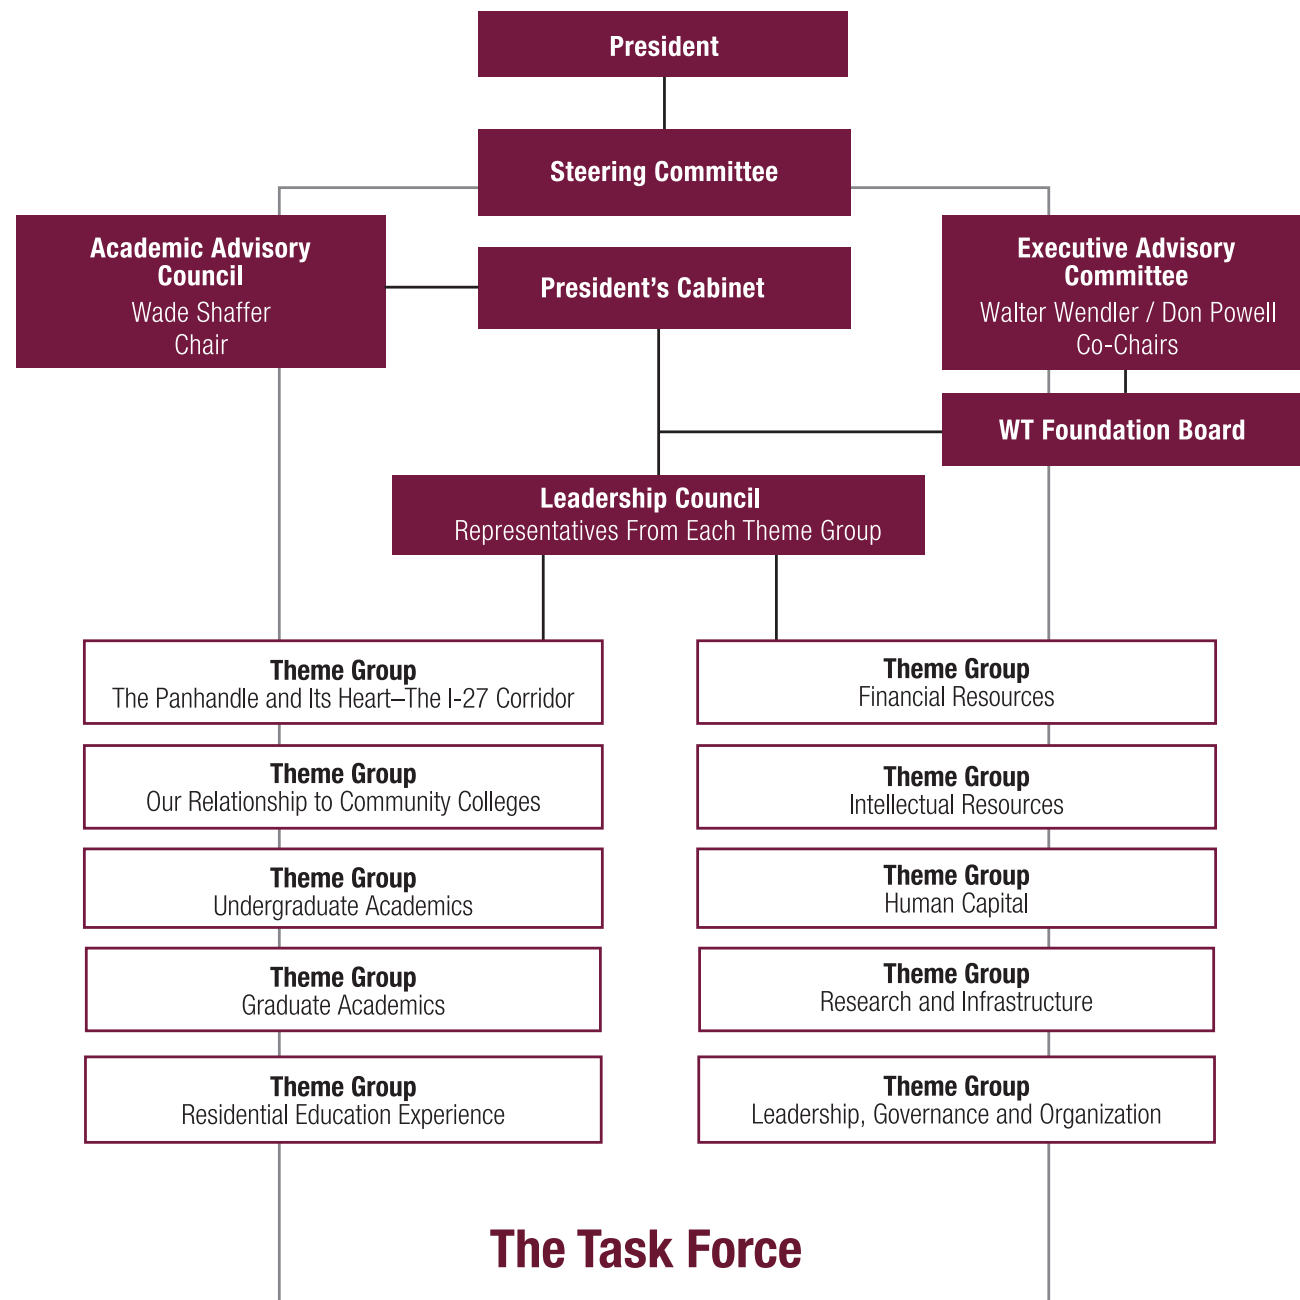 President
Steering Committee
Academic Advisory
Council
Wade Shaffer
Chair
President's Cabinet
Executive Advisory
Committee
Walter Wendler / Don Powell
Co-Chairs
WT Foundation Board
Leadership Council
Representatives From Each Theme Group
Theme Group
The Panhandle and Its Heart–The I-27 Corridor
Theme Group
Our Relationship to Community Colleges
Theme Group
Undergraduate Academics
Theme Group
Graduate Academics
Theme Group
Residential Education Experience
Theme Group
Financial Resources
Theme Group
Intellectual Resources
Theme Group
Human Capital
Theme Group
Research and Infrastructure
Theme Group
Leadership, Governance and Organization
The Task Force